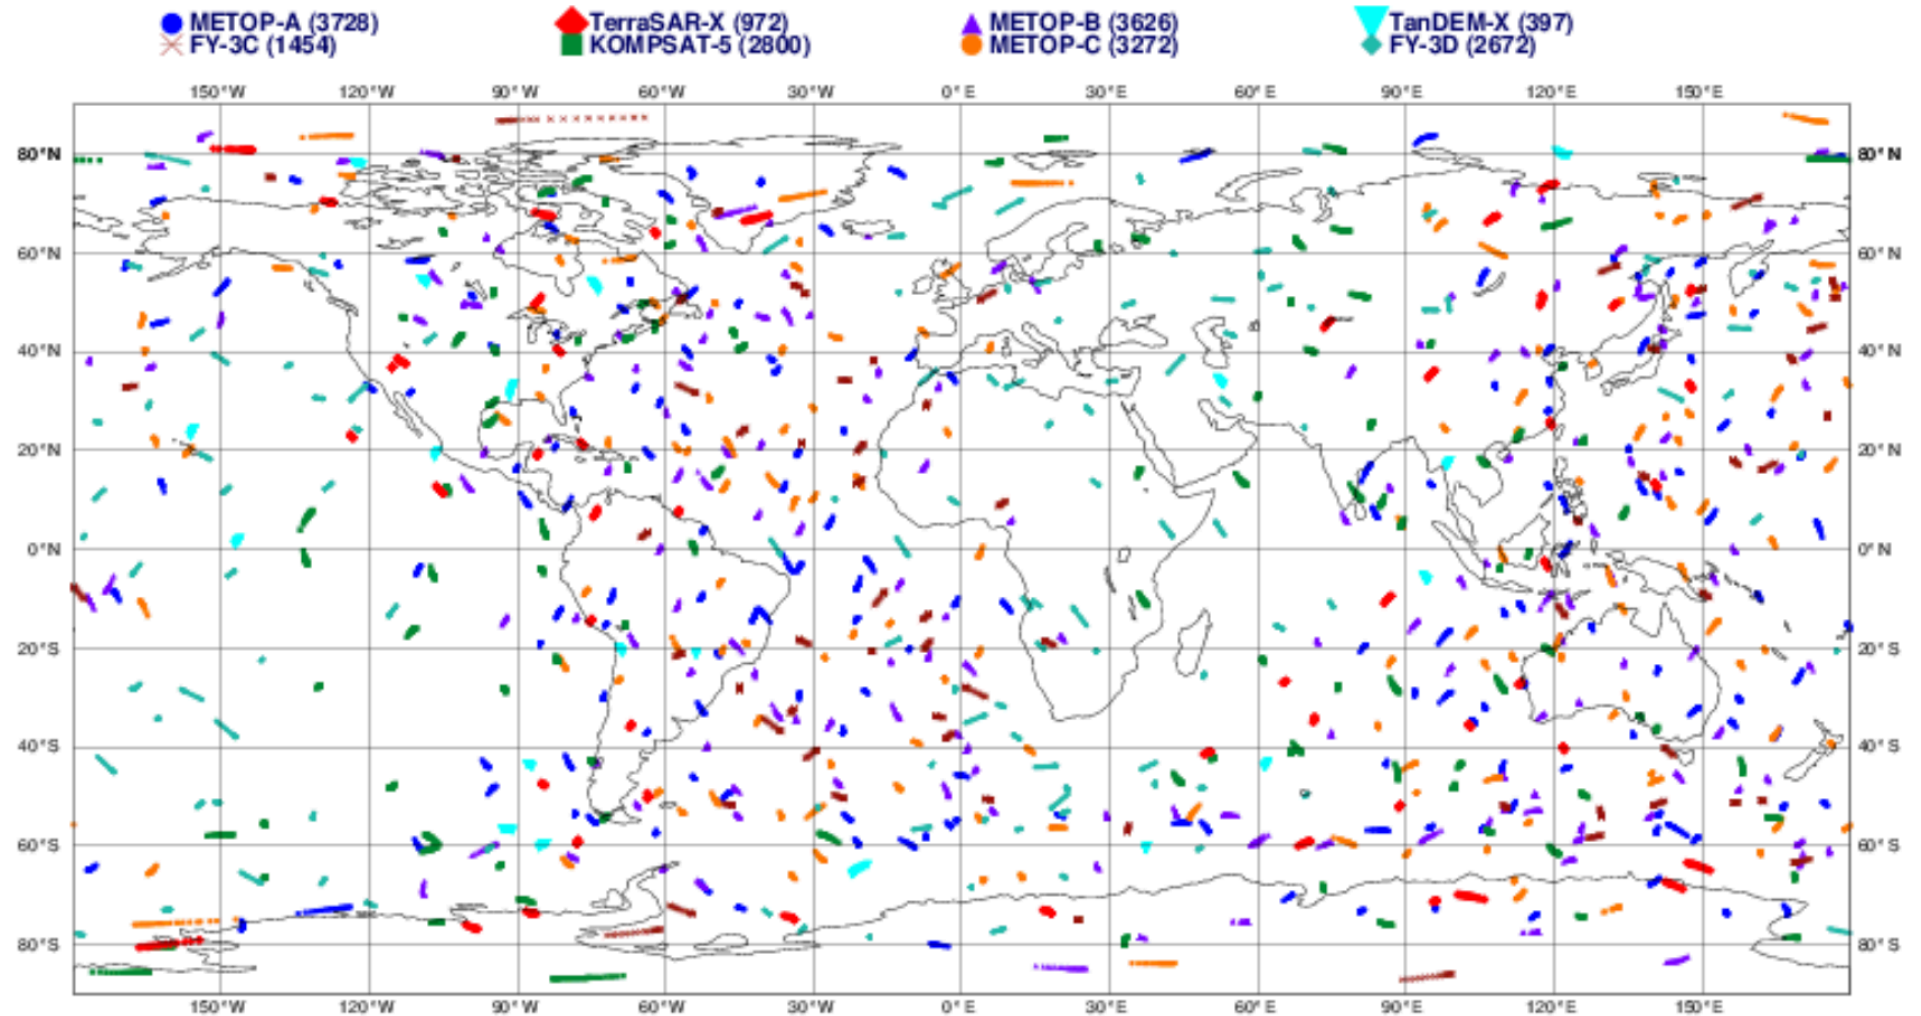 METOP-A (3728) TerraSAR-X (972) METOP-B (3626) TanDEM-X (397)
FY-3C (1454) KOMPSAT-5 (2800) METOP-C (3272) FY-3D (2672)
150°W 120°W 90°W 60°W 30°W 0°E 30°E 60°E 90°E 120°E 150°E
80°N 80°N
60°N 60°N
40°N 40°N
20°N 20°N
0°N 0°N
20°S 20°S
40°S 40°S
60°S 60°S
80°S 80°S
150°W 120°W 90°W 60°W 30°W 0°E 30°E 60°E 90°E 120°E 150°E